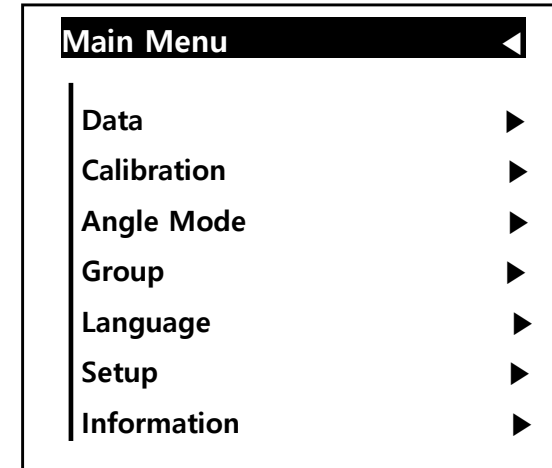 Main Menu ◀
Data ▶
Calibration ▶
Angle Mode ▶
Group ▶
Language ▶
Setup ▶
Information ▶